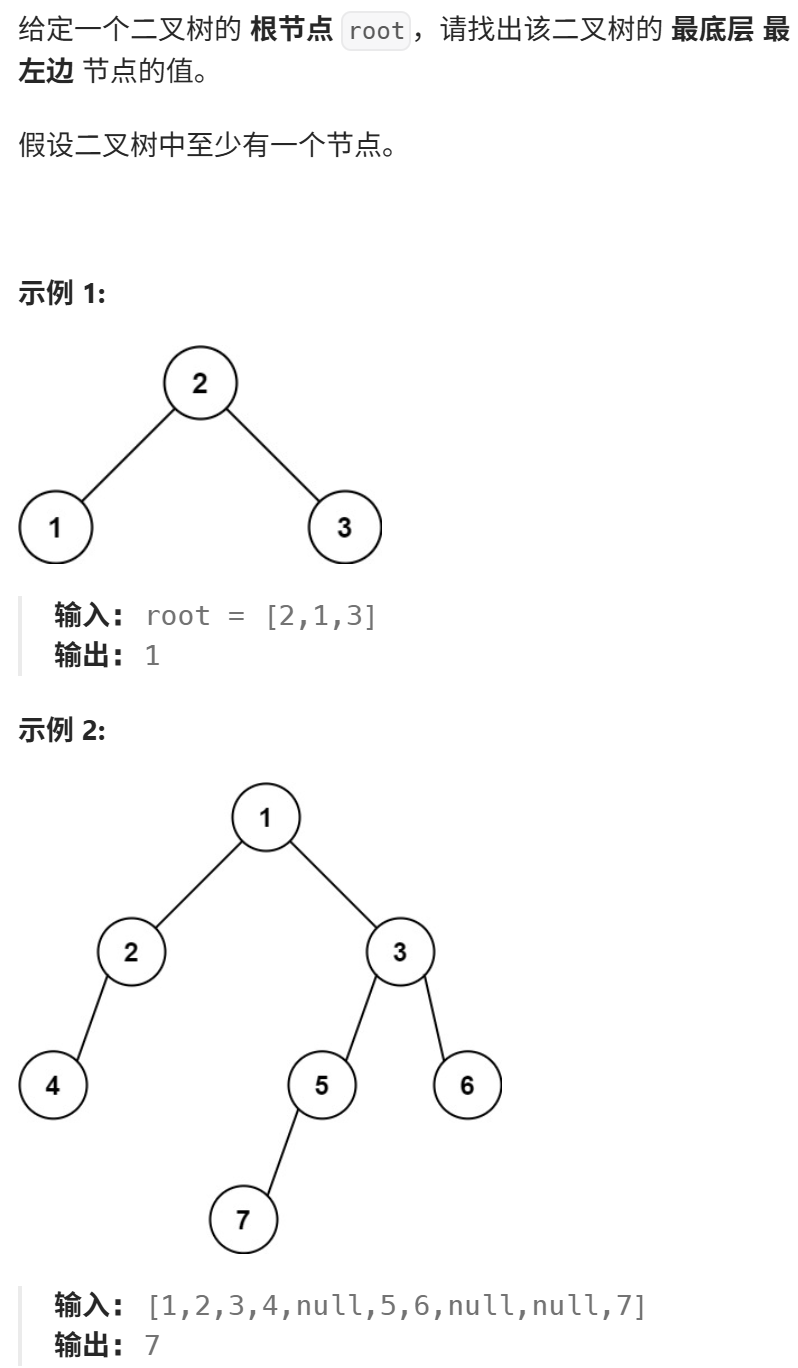 给定一个二叉树的 根节点 root，请找出该二叉树的 最底层 最
左边 节点的值。
假设二叉树中至少有一个节点。
示例 1:
2
1
3
输入： root = [2,1,3]
输出： 1
示例 2:
1
2
3
4
5
6
7
输入： [1,2,3,4,null,5,6,null,null,7]
输出： 7